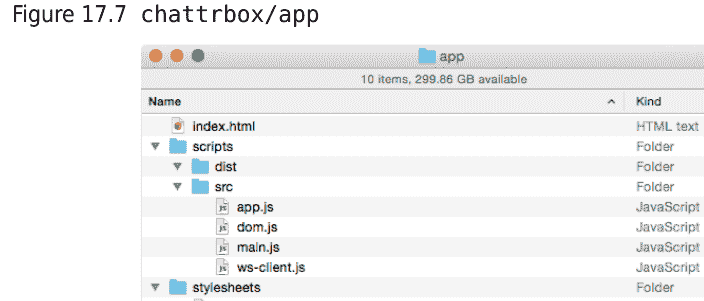 Figure 17.7 chattrbox/app
app
10 items, 299.86 GB available
Name Kind
index.html HTML text
scripts Folder
dist Folder
src Folder
app.js JavaScript
dom.js JavaScript
main.js JavaScript
ws-client.js JavaScript
stylesheets Folder